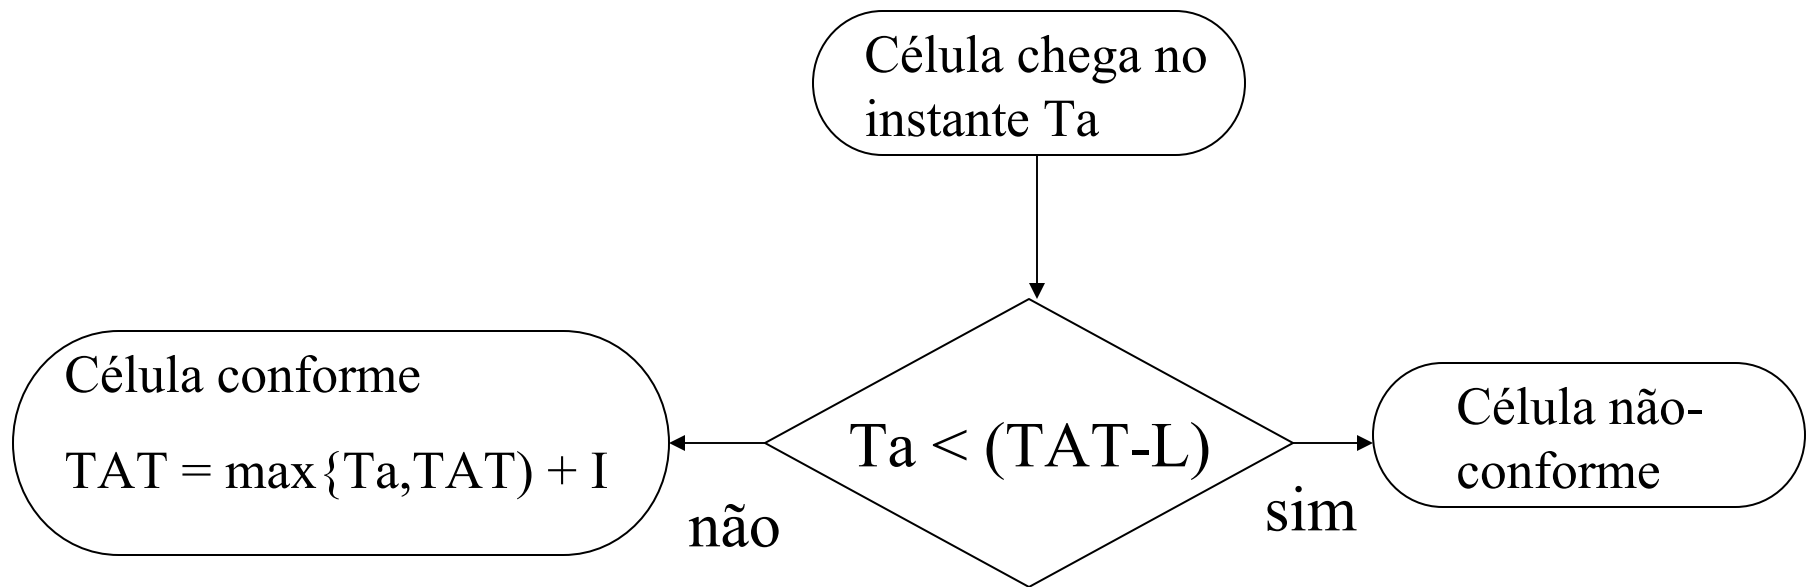 Célula chega no
instante Ta
Célula conforme
TAT = max{Ta,TAT) + I
não
Ta < (TAT-L)
sim
Célula não-
conforme